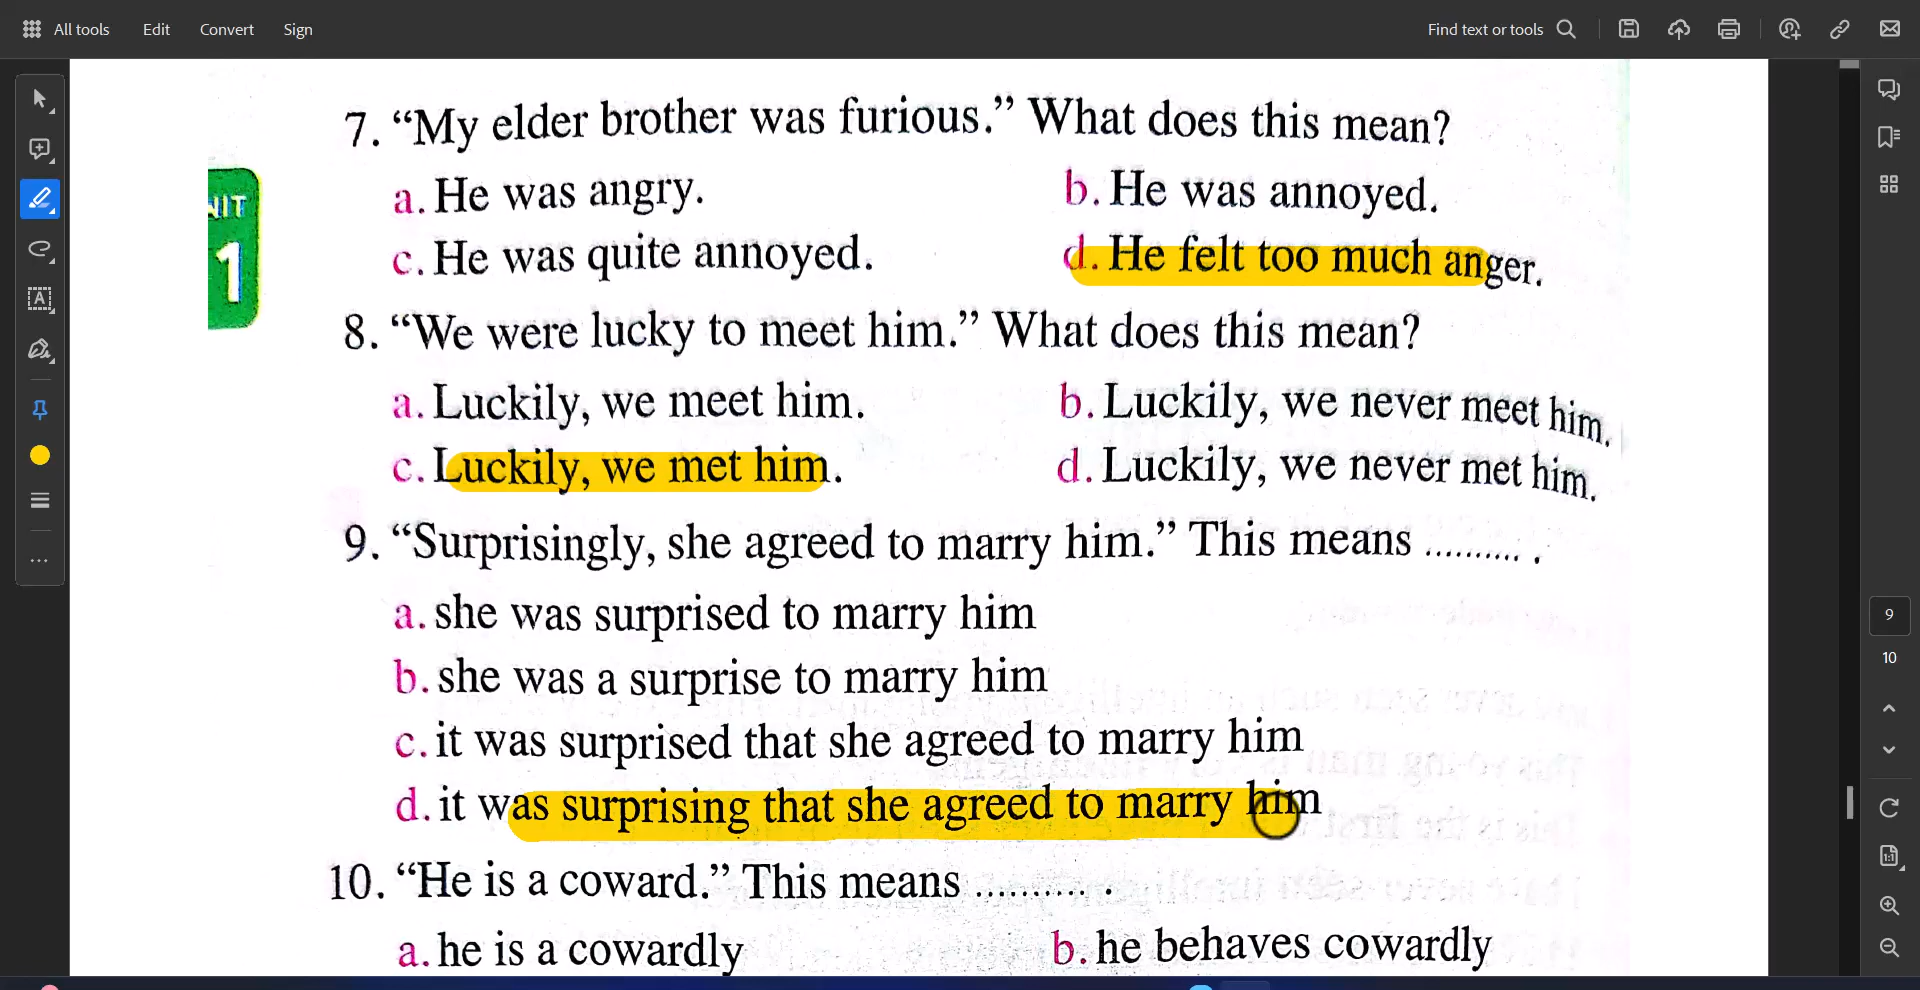 All tools Edit Convert Sign Find text or tools
7. “My elder brother was furious.” What does this mean?
a. He was angry. b. He was annoyed.
c. He was quite annoyed. d. He felt too much anger.
NIT
1
8. “We were lucky to meet him.” What does this mean?
a. Luckily, we meet him. b. Luckily, we never meet him.
c. Luckily, we met him. d. Luckily, we never met him.
9. “Surprisingly, she agreed to marry him.” This means .......... .
a. she was surprised to marry him
b. she was a surprise to marry him
c. it was surprised that she agreed to marry him
d. it was surprising that she agreed to marry him
10. “He is a coward.” This means ........... .
a. he is a cowardly b. he behaves cowardly
9
10
1:1